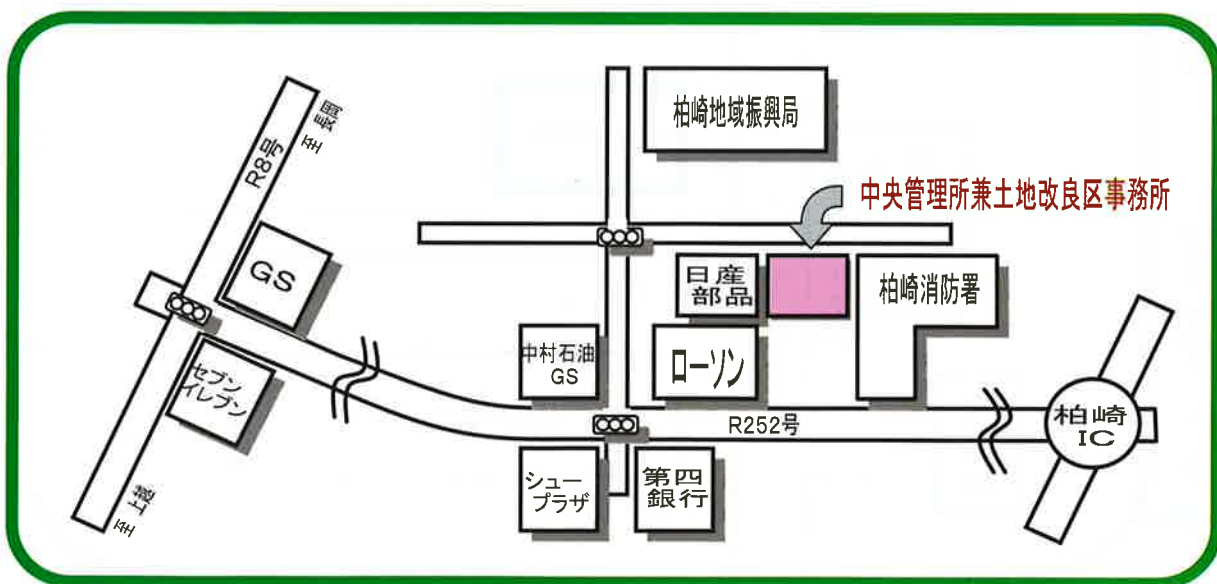 柏崎地域振興局
至 長岡
R8号
中央管理所兼土地改良区事務所
GS
日産
部品
柏崎消防署
中村石油
GS
ローソン
セブン
イレブン
R252号
柏崎
IC
シュー
プラザ
第四
銀行
至 上越